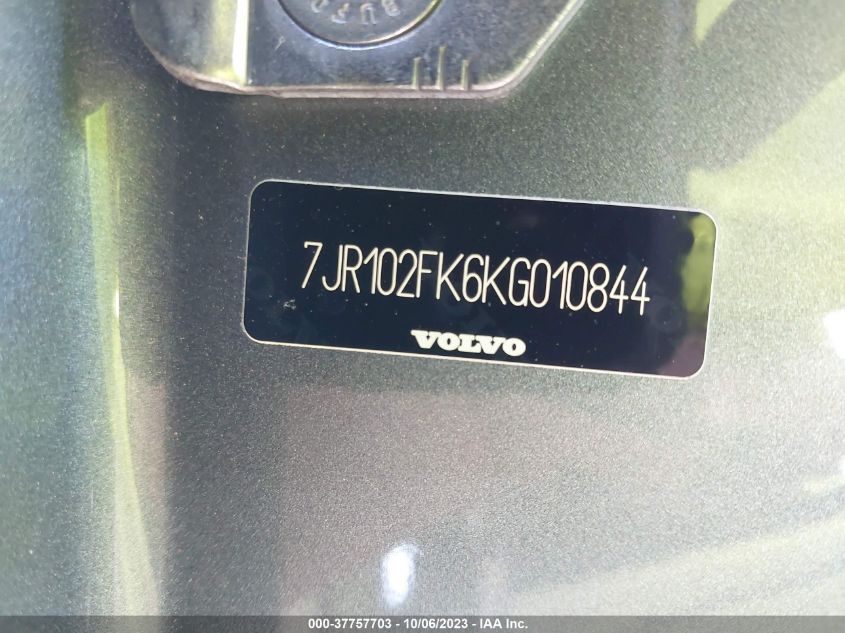 7JR102FK6KG010844
VOLVO
000-37757703 - 10/06/2023 - IAA Inc.